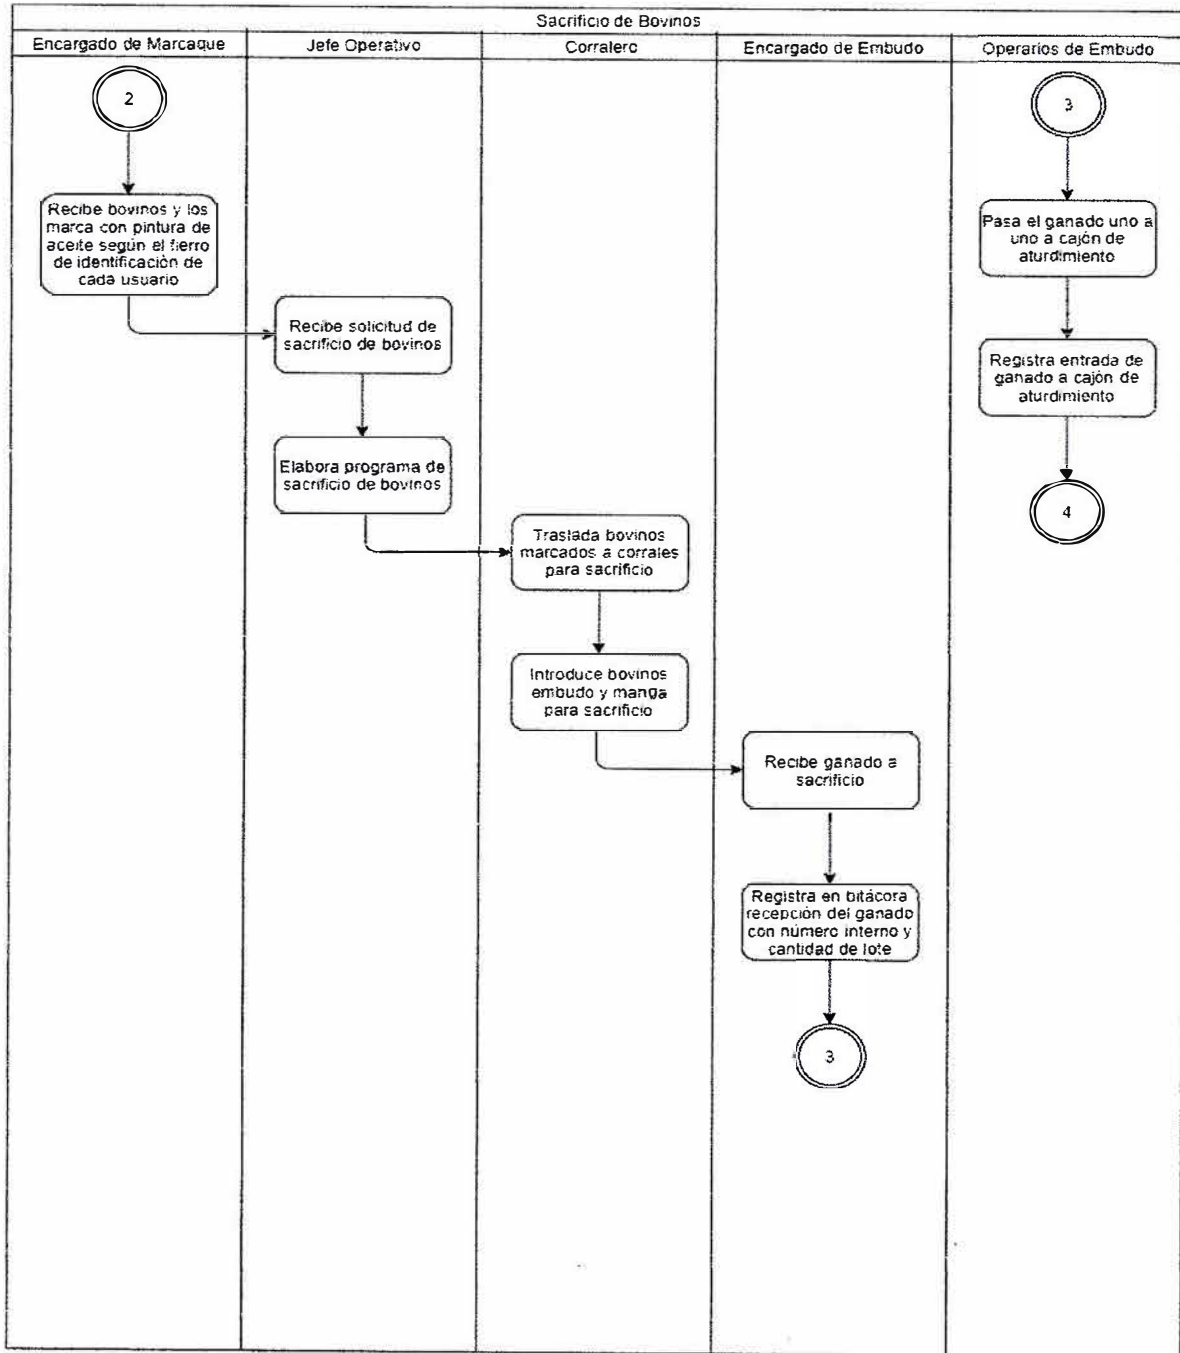 Sacrificio de Bovinos
Encargado de Marcaque
Jefe Operativo
Corralero
Encargado de Embudo
Operarios de Embudo
2
Recibe bovinos y los
marca con pintura de
aceite según el fierro
de identificación de
cada usuario
Recibe solicitud de
sacrificio de bovinos
Elabora programa de
sacrificio de bovinos
Traslada bovinos
marcados a corrales
para sacrificio
Introduce bovinos
embudo y manga
para sacrificio
Recibe ganado a
sacrificio
Registra en bitácora
recepción del ganado
con número interno y
cantidad de lote
3
3
Pasa el ganado uno a
uno a cajón de
aturdimiento
Registra entrada de
ganado a cajón de
aturdimiento
4